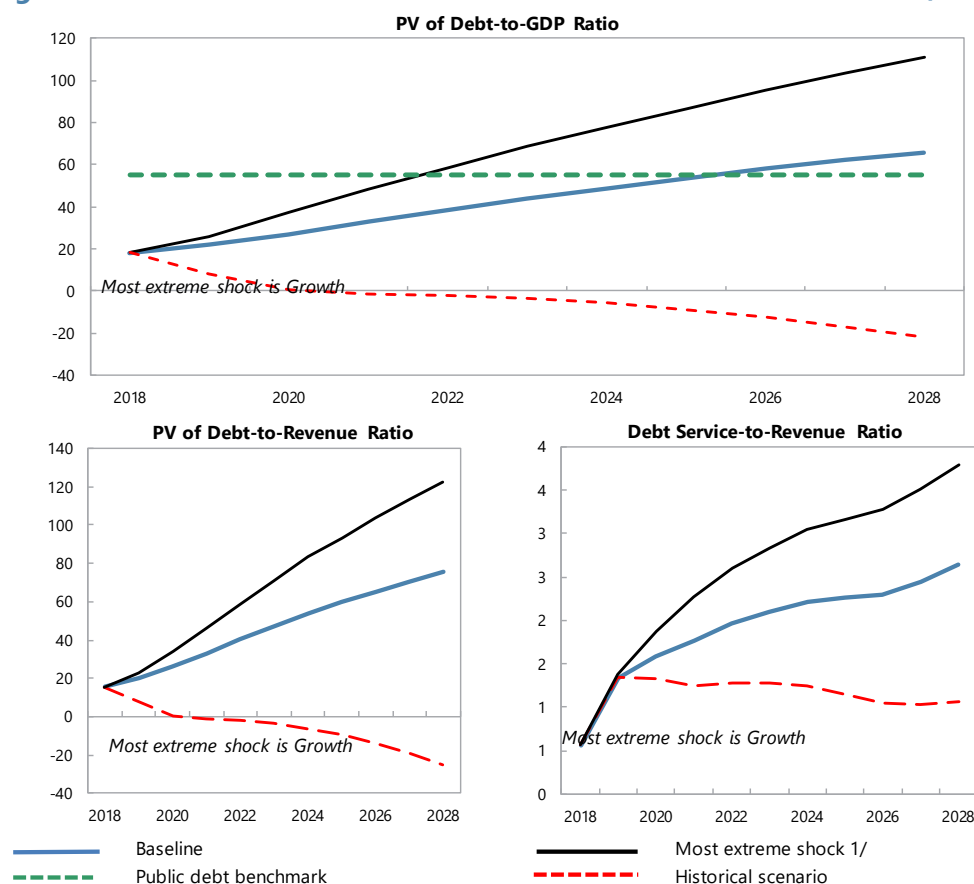 PV of Debt-to-GDP Ratio
120
100
80
60
40
20
0
-20
-40
Most extreme shock is Growth
2018 2020 2022 2024 2026 2028
PV of Debt-to-Revenue Ratio
140
120
100
80
60
40
20
0
-20
-40
Most extreme shock is Growth
2018 2020 2022 2024 2026 2028
Debt Service-to-Revenue Ratio
4
4
3
3
2
2
1
1
0
Most extreme shock is Growth
2018 2020 2022 2024 2026 2028
Baseline
Public debt benchmark
Most extreme shock 1/
Historical scenario